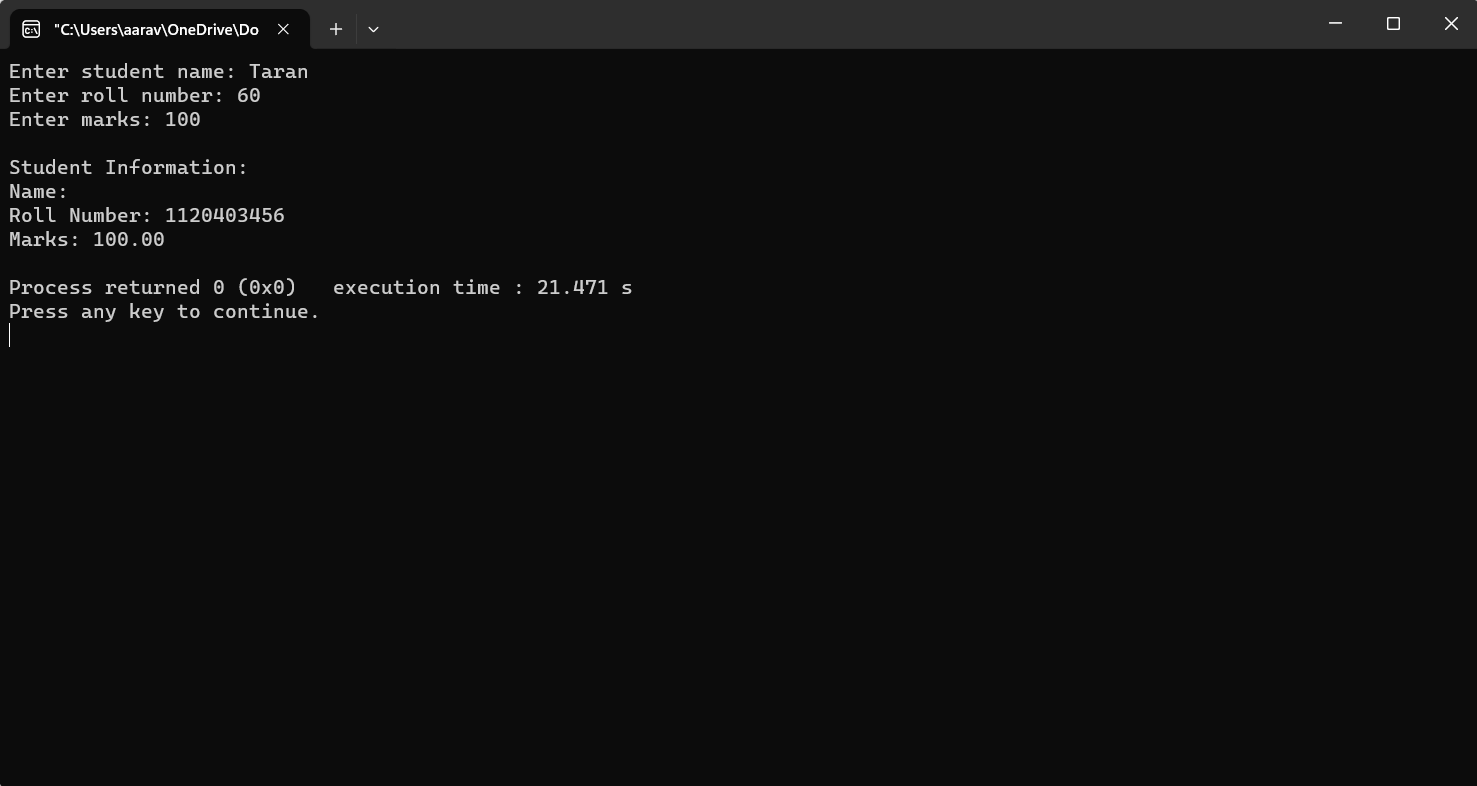 "C:\Users\aarav\OneDrive\Do
Enter student name: Taran
Enter roll number: 60
Enter marks: 100
Student Information:
Name:
Roll Number: 1120403456
Marks: 100.00
Process returned 0 (0x0)   execution time : 21.471 s
Press any key to continue.